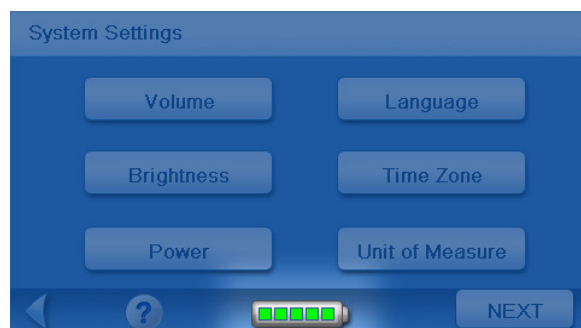 System Settings
Volume
Language
Brightness
Time Zone
Power
Unit of Measure
?
NEXT